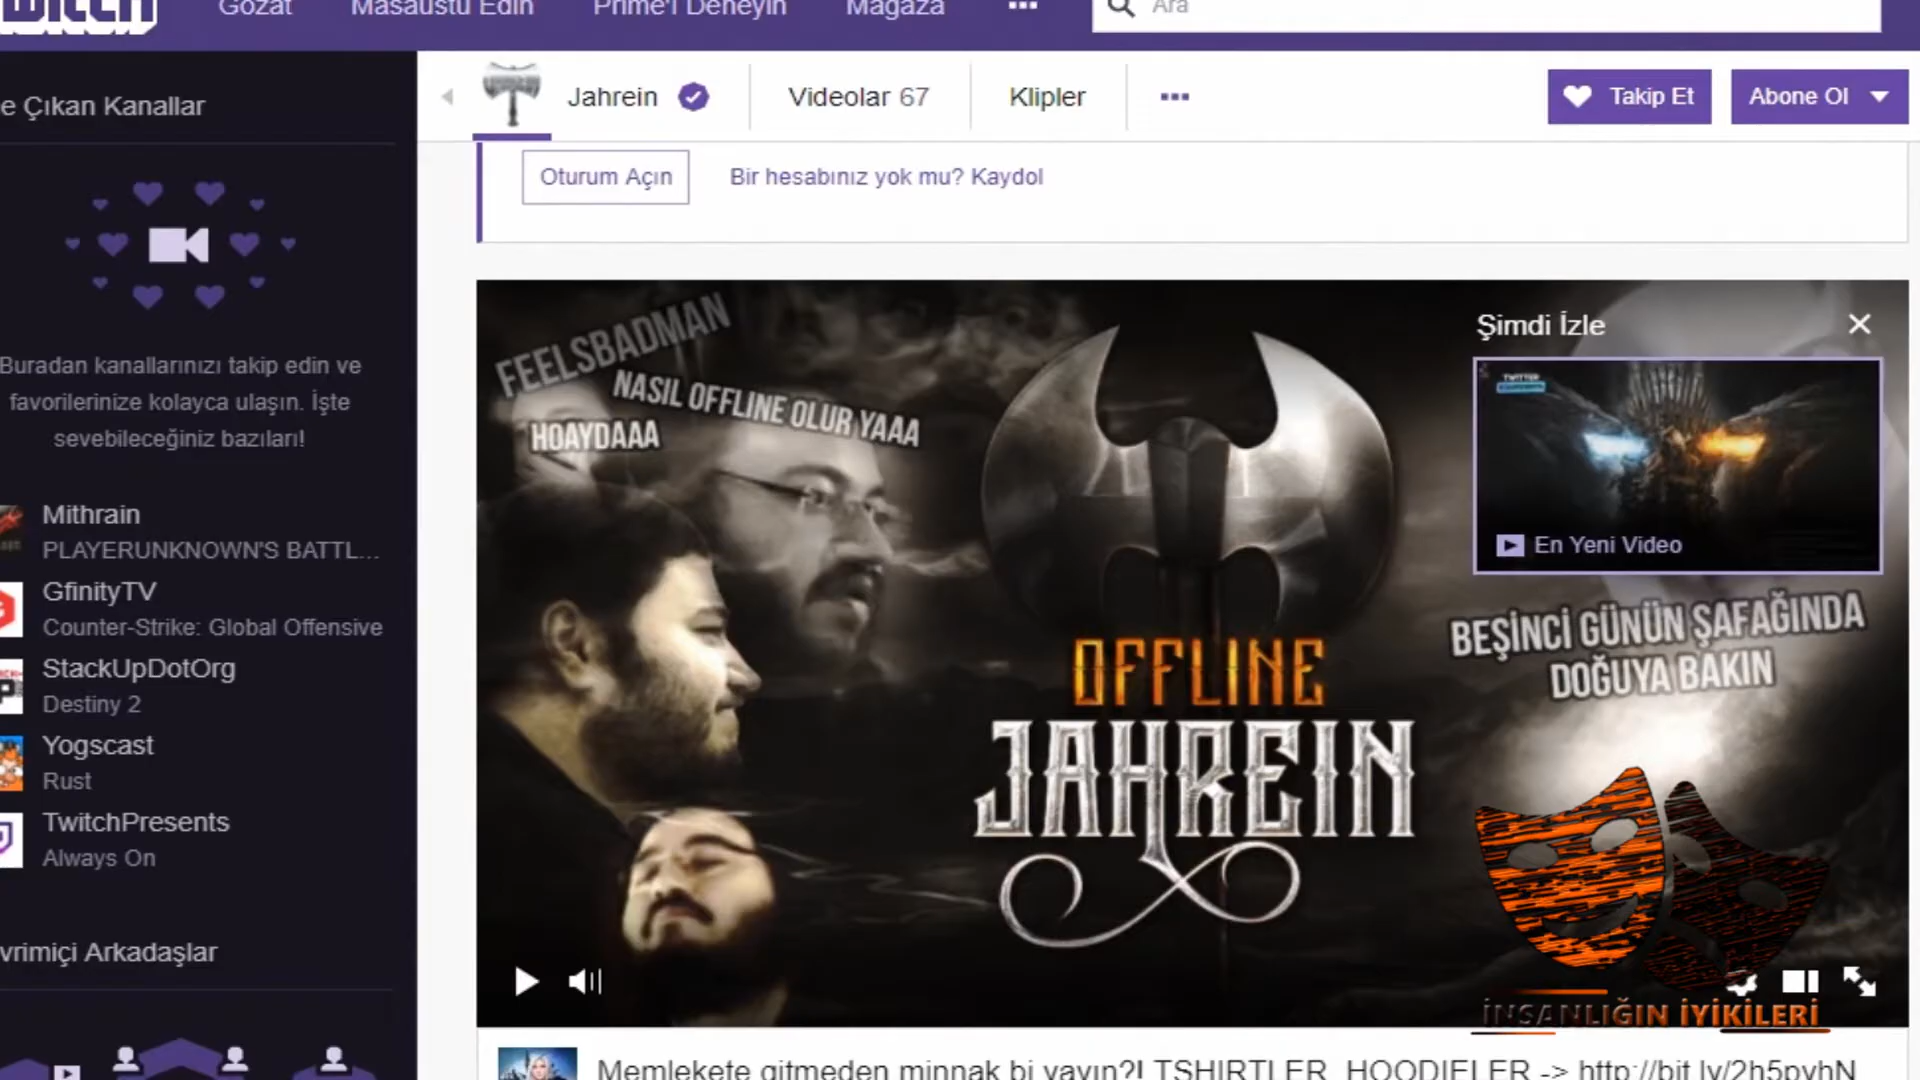 Gözat
Masaüstü Edin
Prime'ı Deneyin
Mağaza
Ara
e Çıkan Kanallar
Jahrein
Videolar 67
Klipler
Takip Et
Abone Ol
Oturum Açın
Bir hesabınız yok mu? Kaydol
Buradan kanallarınızı takip edin ve
favorilerinize kolayca ulaşın. İşte
sevebileceğiniz bazıları!
Mithrain
PLAYERUNKNOWN'S BATTL...
GfinityTV
Counter-Strike: Global Offensive
StackUpDotOrg
Destiny 2
Yogscast
Rust
TwitchPresents
Always On
vrimiçi Arkadaşlar
FEELSBADMAN
NASIL OFFLINE OLUR YAAA
HOAYDAAA
Şimdi İzle
TWITTER
En Yeni Video
BEŞİNCİ GÜNÜN ŞAFAĞINDA
DOĞUYA BAKIN
OFFLINE
JAHREIN
İNSANLIĞIN İYİKİLERİ
Memlekete gitmeden minnak bi yayın?! TSHIRTLER, HOODIELER -> http://bit.ly/2h5pvhN